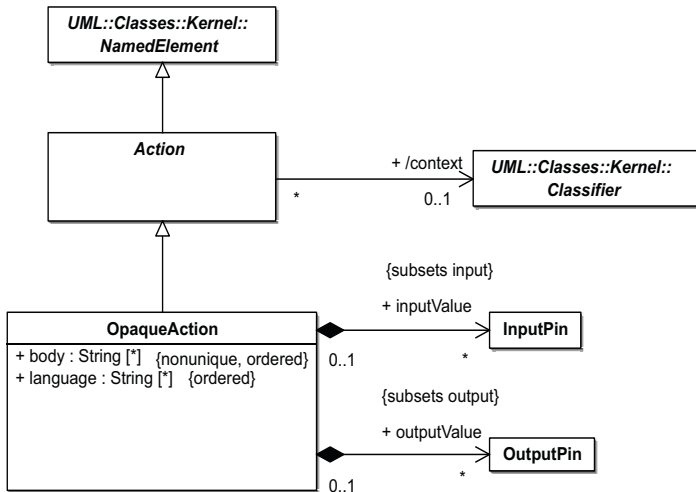 UML::Classes::Kernel::
NamedElement
Action
+ /context
*
0..1
UML::Classes::Kernel::
Classifier
OpaqueAction
+ body : String [*] {nonunique, ordered}
+ language : String [*] {ordered}
{subsets input}
+ inputValue
0..1
*
InputPin
{subsets output}
+ outputValue
0..1
*
OutputPin